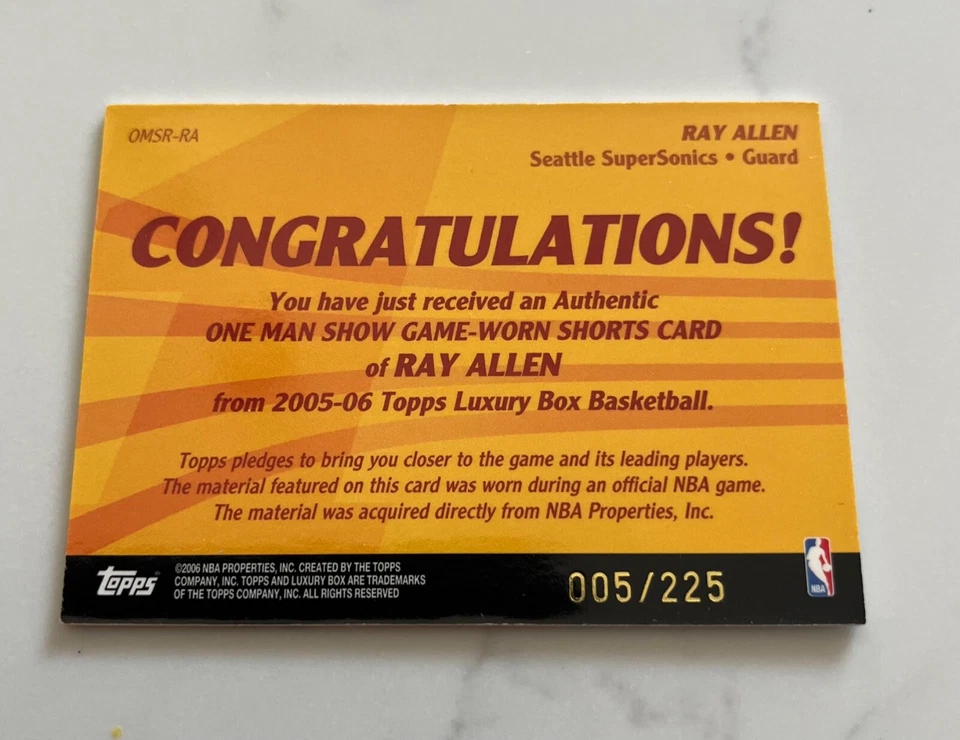 OMSR-RA
RAY ALLEN
Seattle SuperSonics • Guard
CONGRATULATIONS!
You have just received an Authentic
ONE MAN SHOW GAME-WORN SHORTS CARD
of RAY ALLEN
from 2005-06 Topps Luxury Box Basketball.
Topps pledges to bring you closer to the game and its leading players.
The material featured on this card was worn during an official NBA game.
The material was acquired directly from NBA Properties, Inc.
topps
©2006 NBA PROPERTIES, INC. CREATED BY THE TOPPS
COMPANY, INC. TOPPS AND LUXURY BOX ARE TRADEMARKS
OF THE TOPPS COMPANY, INC. ALL RIGHTS RESERVED
005/225
NBA